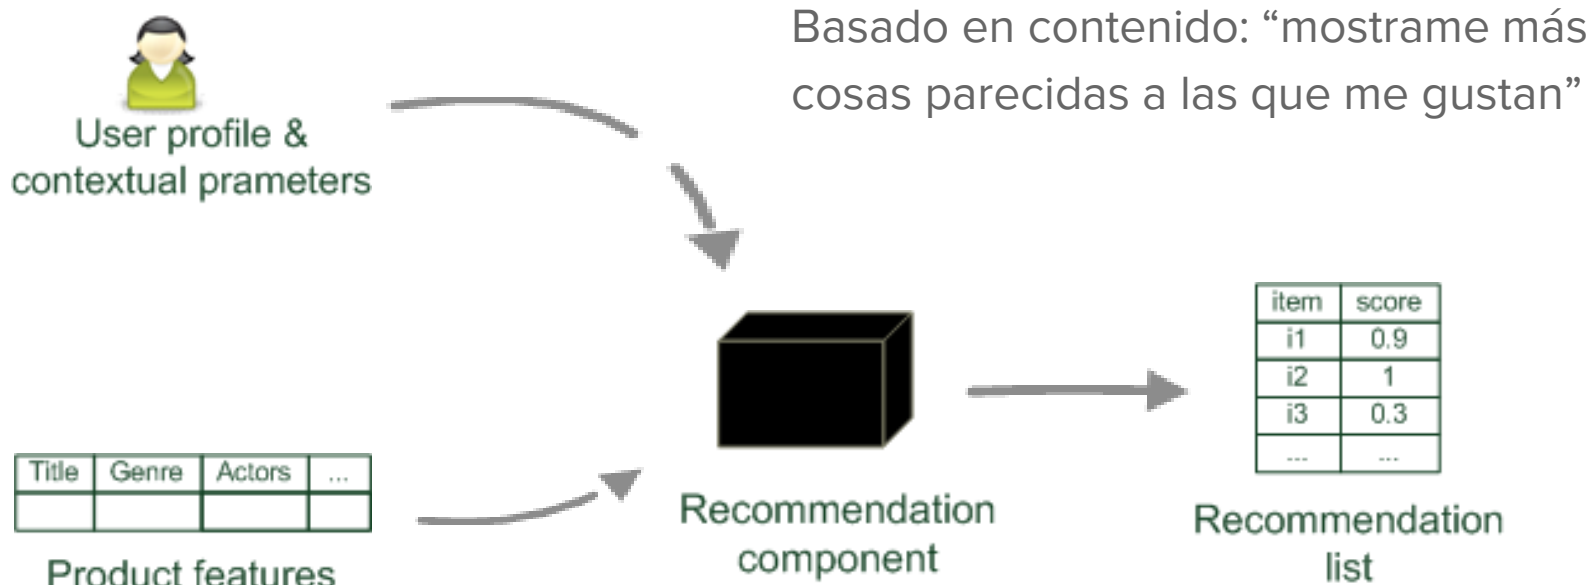 Basado en contenido: “mostrame más
cosas parecidas a las que me gustan”
User profile &
contextual prameters
Title Genre Actors ...
Product features
Recommendation
component
item score
i1 0.9
i2 1
i3 0.3
... ...
Recommendation
list